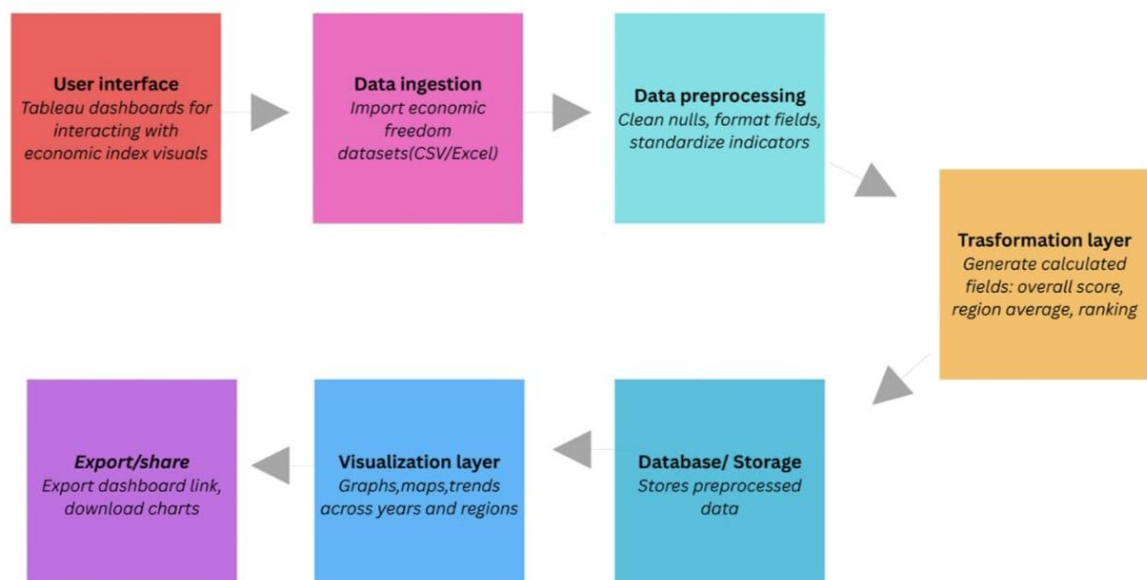 User interface
Tableau dashboards for
interacting with
economic index visuals
Data ingestion
Import economic
freedom
datasets(CSV/Excel)
Data preprocessing
Clean nulls, format fields,
standardize indicators
Trasformation layer
Generate calculated
fields: overall score,
region average, ranking
Database/ Storage
Stores preprocessed
data
Visualization layer
Graphs,maps,trends
across years and regions
Export/share
Export dashboard link,
download charts